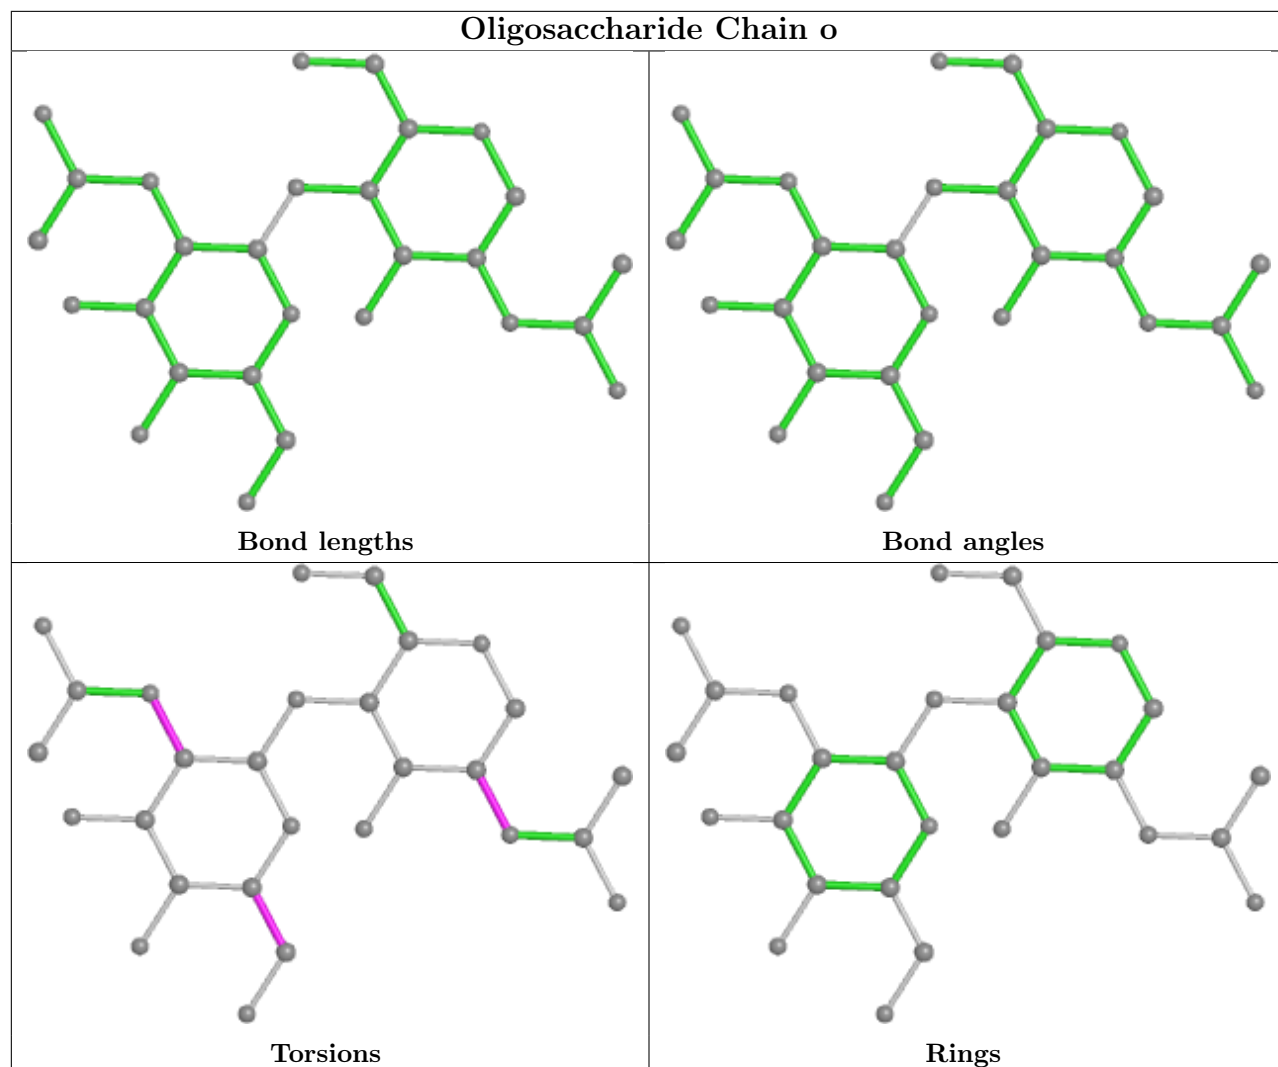 Oligosaccharide Chain o
Bond lengths
Bond angles
Torsions
Rings